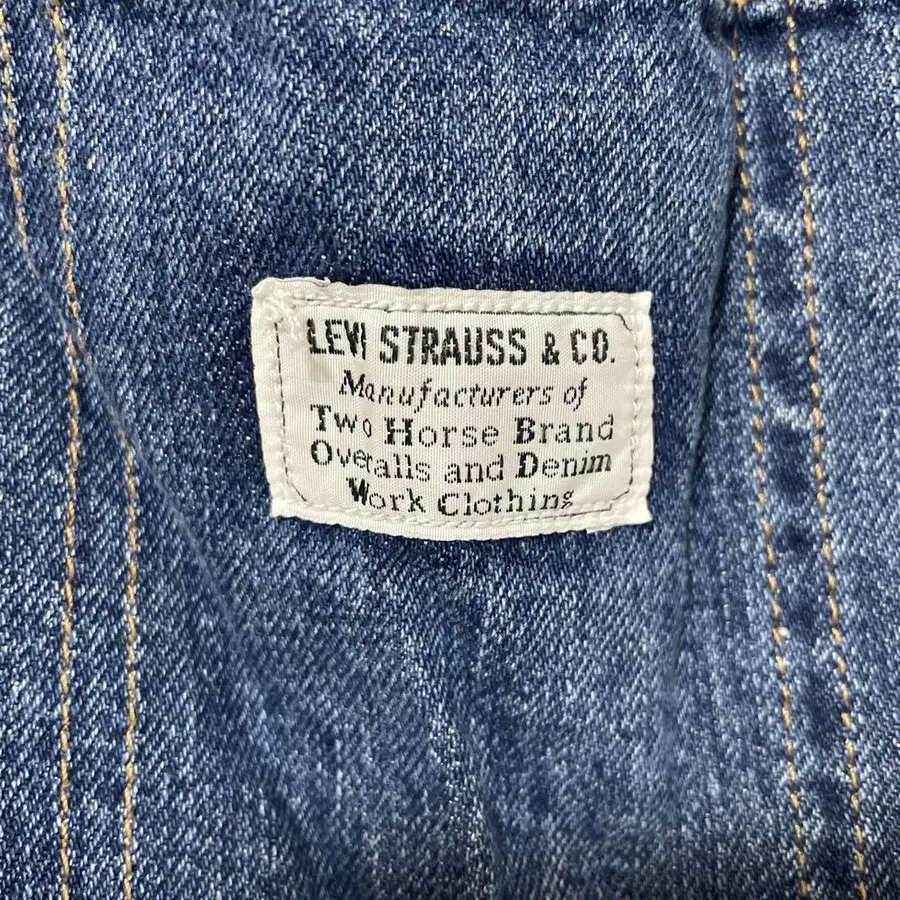 LEVI STRAUSS & CO.
Manufacturers of
Two Horse Brand
Overalls and Denim
Work Clothing